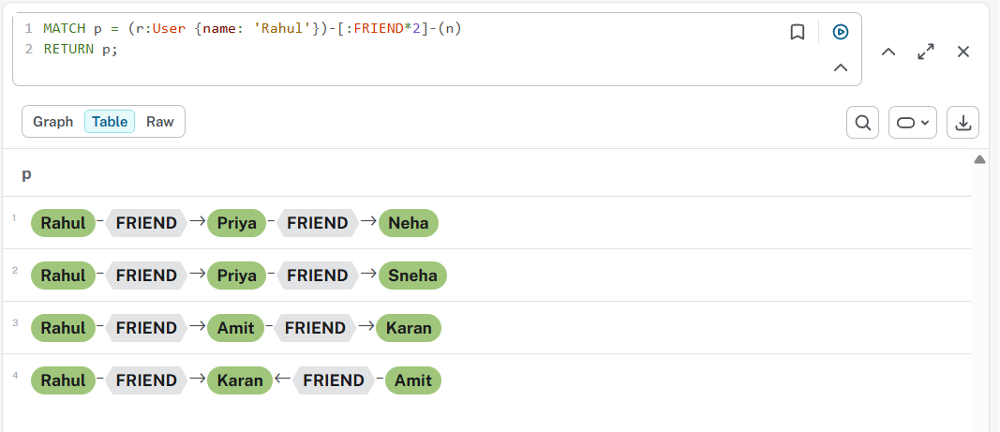 1 MATCH p = (r:User {name: 'Rahul'})-[:FRIEND*2]-(n)
2 RETURN p;
Graph Table Raw
p
1 Rahul FRIEND Priya FRIEND Neha
2 Rahul FRIEND Priya FRIEND Sneha
3 Rahul FRIEND Amit FRIEND Karan
4 Rahul FRIEND Karan FRIEND Amit